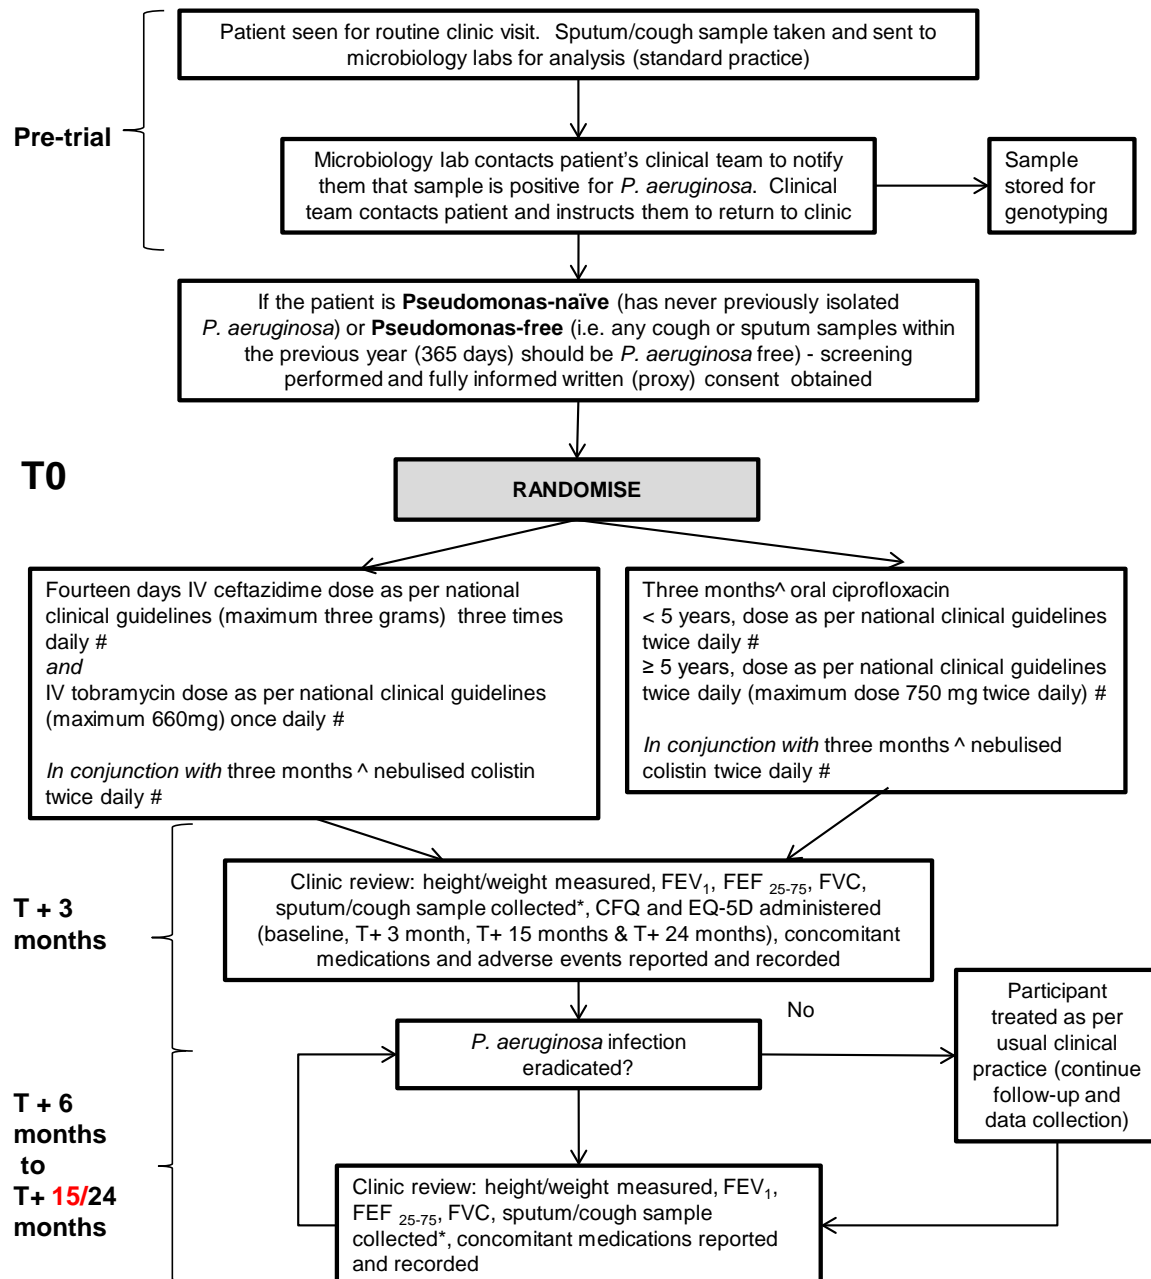 Patient seen for routine clinic visit. Sputum/cough sample taken and sent to
microbiology labs for analysis (standard practice)
Pre-trial
Microbiology lab contacts patient's clinical team to notify
them that sample is positive for P. aeruginosa. Clinical
team contacts patient and instructs them to return to clinic
Sample
stored for
genotyping
If the patient is Pseudomonas-naïve (has never previously isolated
P. aeruginosa) or Pseudomonas-free (i.e. any cough or sputum samples within
the previous year (365 days) should be P. aeruginosa free) - screening
performed and fully informed written (proxy) consent obtained
T0
RANDOMISE
Fourteen days IV ceftazidime dose as per national
clinical guidelines (maximum three grams) three times
daily #
and
IV tobramycin dose as per national clinical guidelines
(maximum 660mg) once daily #
In conjunction with three months ^ nebulised colistin
twice daily #
Three months^ oral ciprofloxacin
< 5 years, dose as per national clinical guidelines
twice daily #
≥ 5 years, dose as per national clinical guidelines
twice daily (maximum dose 750 mg twice daily) #
In conjunction with three months ^ nebulised
colistin twice daily #
T + 3
months
Clinic review: height/weight measured, FEV1, FEF 25-75, FVC,
sputum/cough sample collected*, CFQ and EQ-5D administered
(baseline, T+ 3 month, T+ 15 months & T+ 24 months), concomitant
medications and adverse events reported and recorded
No
P. aeruginosa infection
eradicated?
Participant
treated as per
usual clinical
practice (continue
follow-up and
data collection)
T + 6
months
to
T+ 15/24
months
Clinic review: height/weight measured, FEV1,
FEF 25-75, FVC, sputum/cough sample
collected*, concomitant medications reported
and recorded